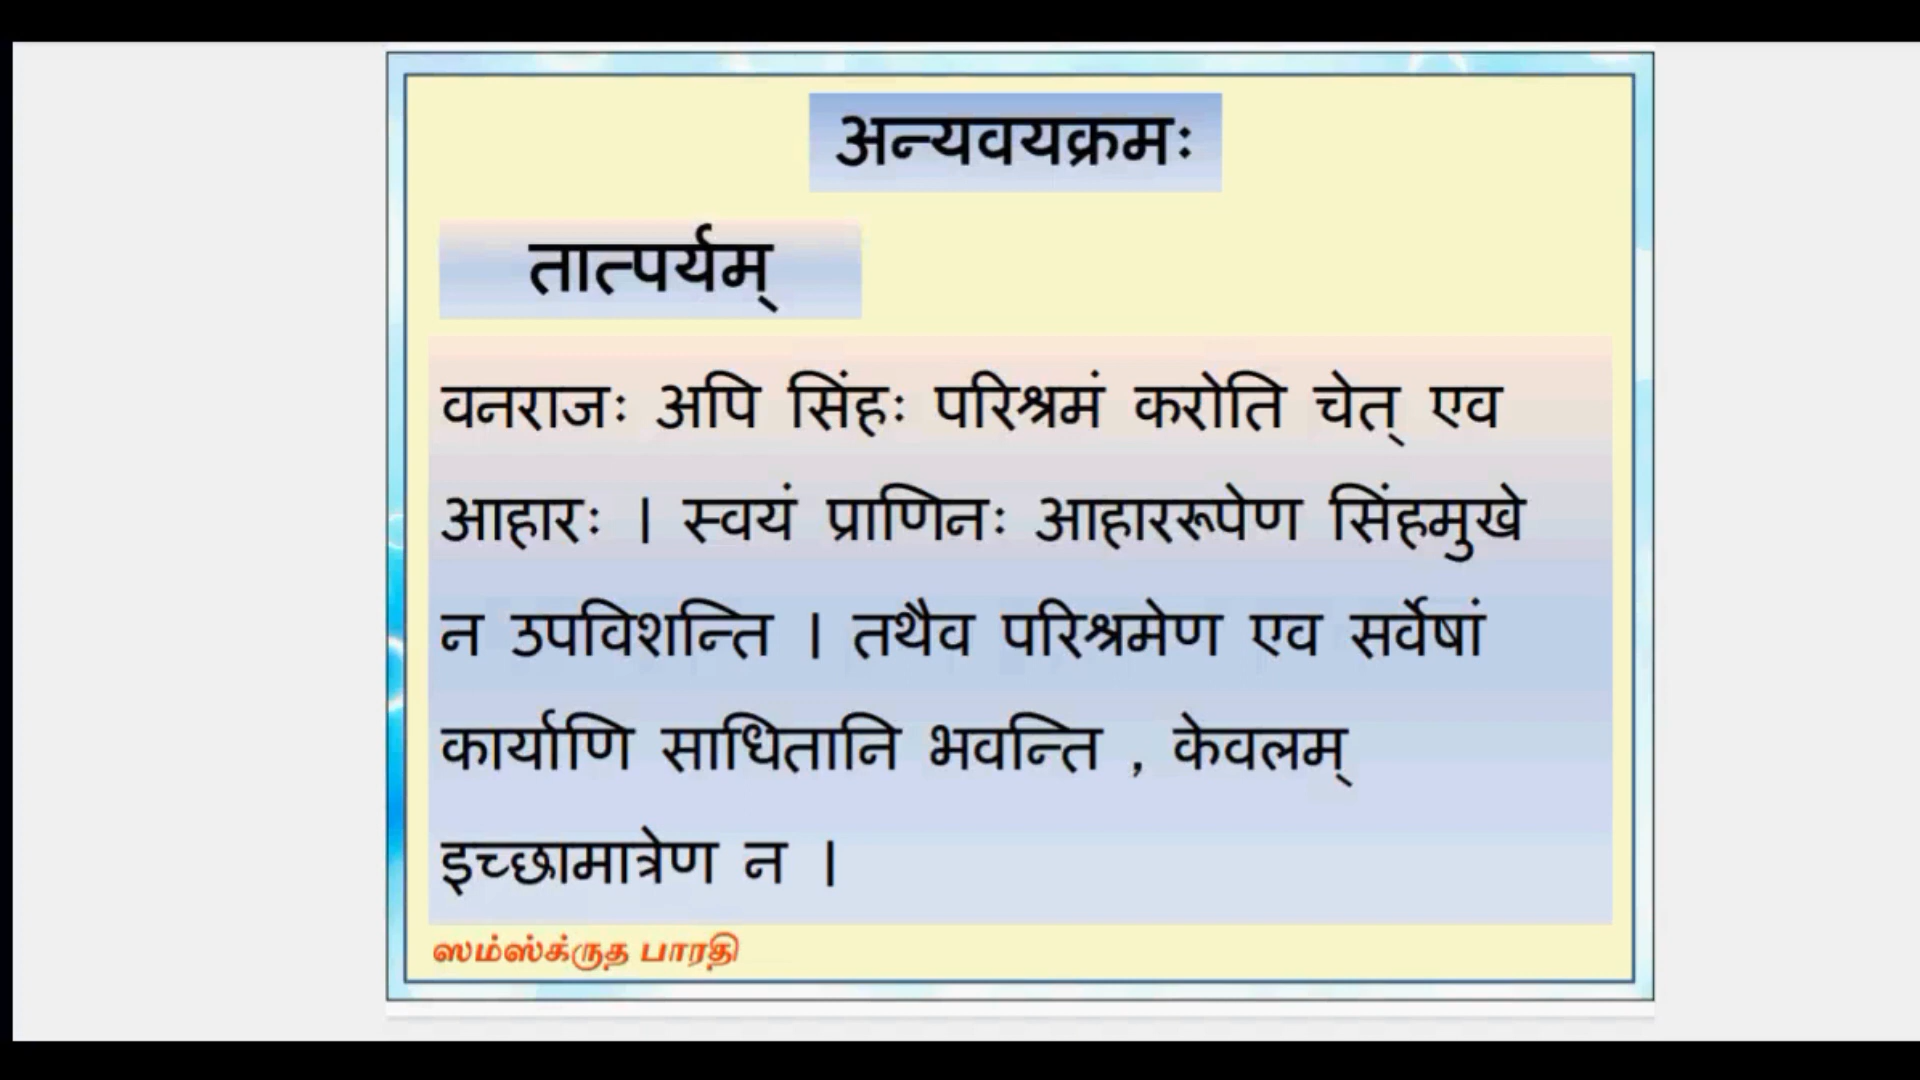 अन्यवयक्रमः
तात्पर्यम्
वनराजः अपि सिंहः परिश्रमं करोति चेत् एव
आहारः । स्वयं प्राणिनः आहाररूपेण सिंहमुखे
न उपविशन्ति । तथैव परिश्रमेण एव सर्वेषां
कार्याणि साधितानि भवन्ति , केवलम्
इच्छामात्रेण न ।
ஸம்ஸ்க்ருத பாரதி